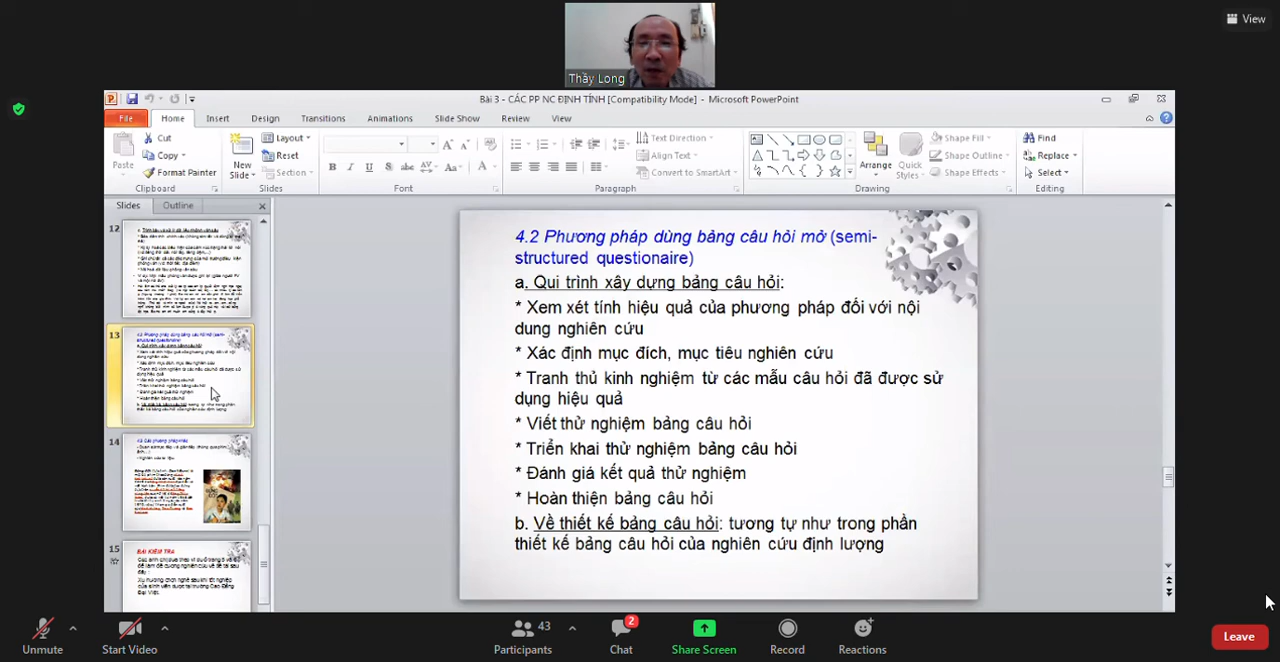 View
Thầy Long
Bài 3 - CÁC PP NC ĐỊNH TÍNH [Compatibility Mode] - Microsoft PowerPoint
File Home Insert Design Transitions Animations Slide Show Review View
Paste
Cut
Copy
Format Painter
Clipboard
New Slide
Layout
Reset
Section
Slides
Font
Text Direction
Align Text
Convert to SmartArt
Paragraph
Arrange
Quick Styles
Shape Fill
Shape Outline
Shape Effects
Drawing
Find
Replace
Select
Editing
Slides Outline
12
13
14
15
BÀI KIỂM TRA
4.2 Phương pháp dùng bảng câu hỏi mở (semi-
structured questionaire)
a. Qui trình xây dựng bảng câu hỏi:
* Xem xét tính hiệu quả của phương pháp đối với nội
dung nghiên cứu
* Xác định mục đích, mục tiêu nghiên cứu
* Tranh thủ kinh nghiệm từ các mẫu câu hỏi đã được sử
dụng hiệu quả
* Viết thử nghiệm bảng câu hỏi
* Triển khai thử nghiệm bảng câu hỏi
* Đánh giá kết quả thử nghiệm
* Hoàn thiện bảng câu hỏi
b. Về thiết kế bảng câu hỏi: tương tự như trong phần
thiết kế bảng câu hỏi của nghiên cứu định lượng
Unmute
Start Video
43
Participants
2
Chat
Share Screen
Record
Reactions
Leave